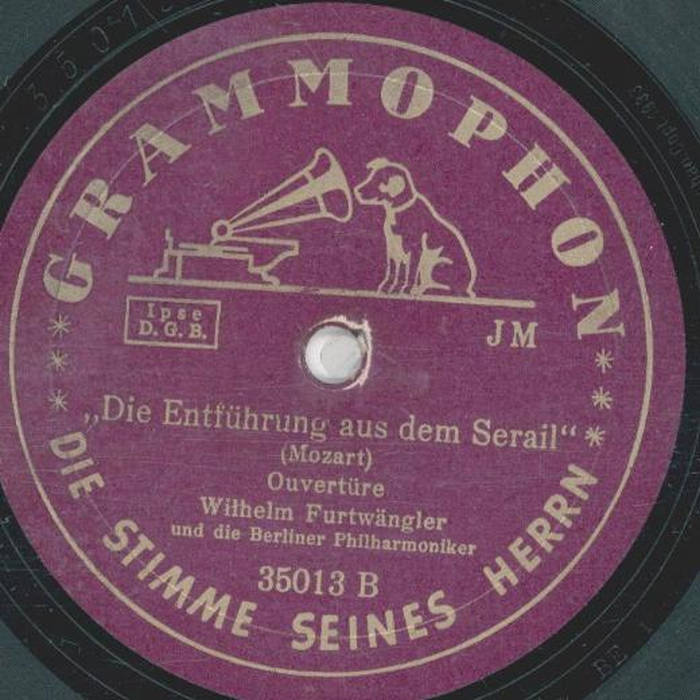 GRAMMOPHON
Ipse
D.G.B.
JM
„Die Entführung aus dem Serail“
(Mozart)
Ouvertüre
Wilhelm Furtwängler
und die Berliner Philharmoniker
35013 B
DIE STIMME SEINES HERRN